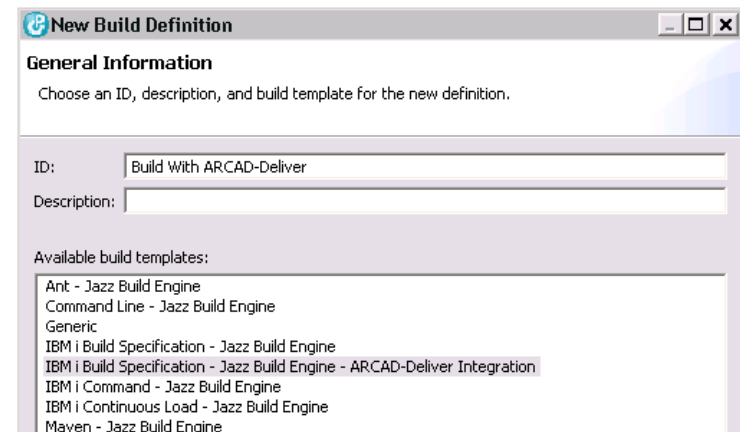 New Build Definition
General Information
Choose an ID, description, and build template for the new definition.
ID: Build With ARCAD-Deliver
Description:
Available build templates:
Ant - Jazz Build Engine
Command Line - Jazz Build Engine
Generic
IBM i Build Specification - Jazz Build Engine
IBM i Build Specification - Jazz Build Engine - ARCAD-Deliver Integration
IBM i Command - Jazz Build Engine
IBM i Continuous Load - Jazz Build Engine
Maven - Jazz Build Engine